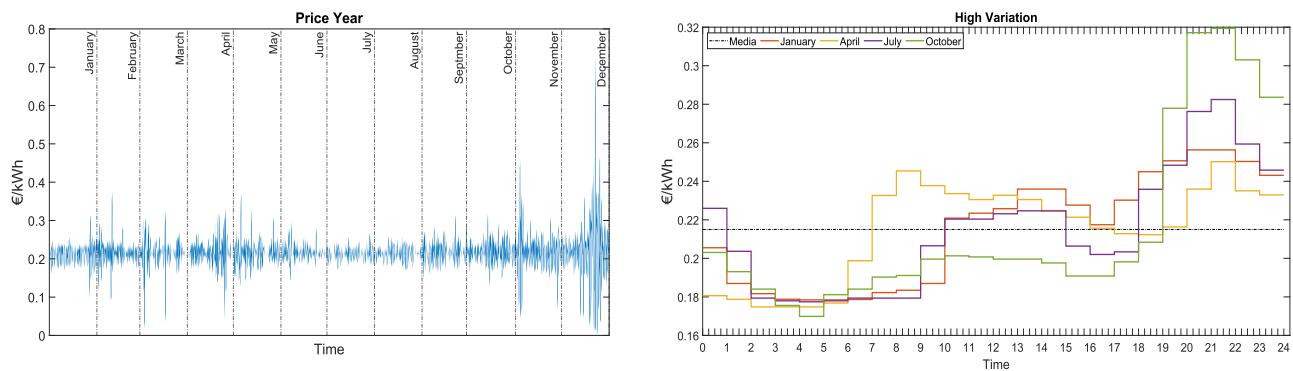 Price Year
0.8
0.7
0.6
0.5
0.4
0.3
0.2
0.1
0
€/kWh
January
February
March
April
May
June
July
August
Septmber
October
November
December
Time
High Variation
Media January April July October
0.32
0.3
0.28
0.26
0.24
0.22
0.2
0.18
0.16
€/kWh
0 1 2 3 4 5 6 7 8 9 10 11 12 13 14 15 16 17 18 19 20 21 22 23 24
Time